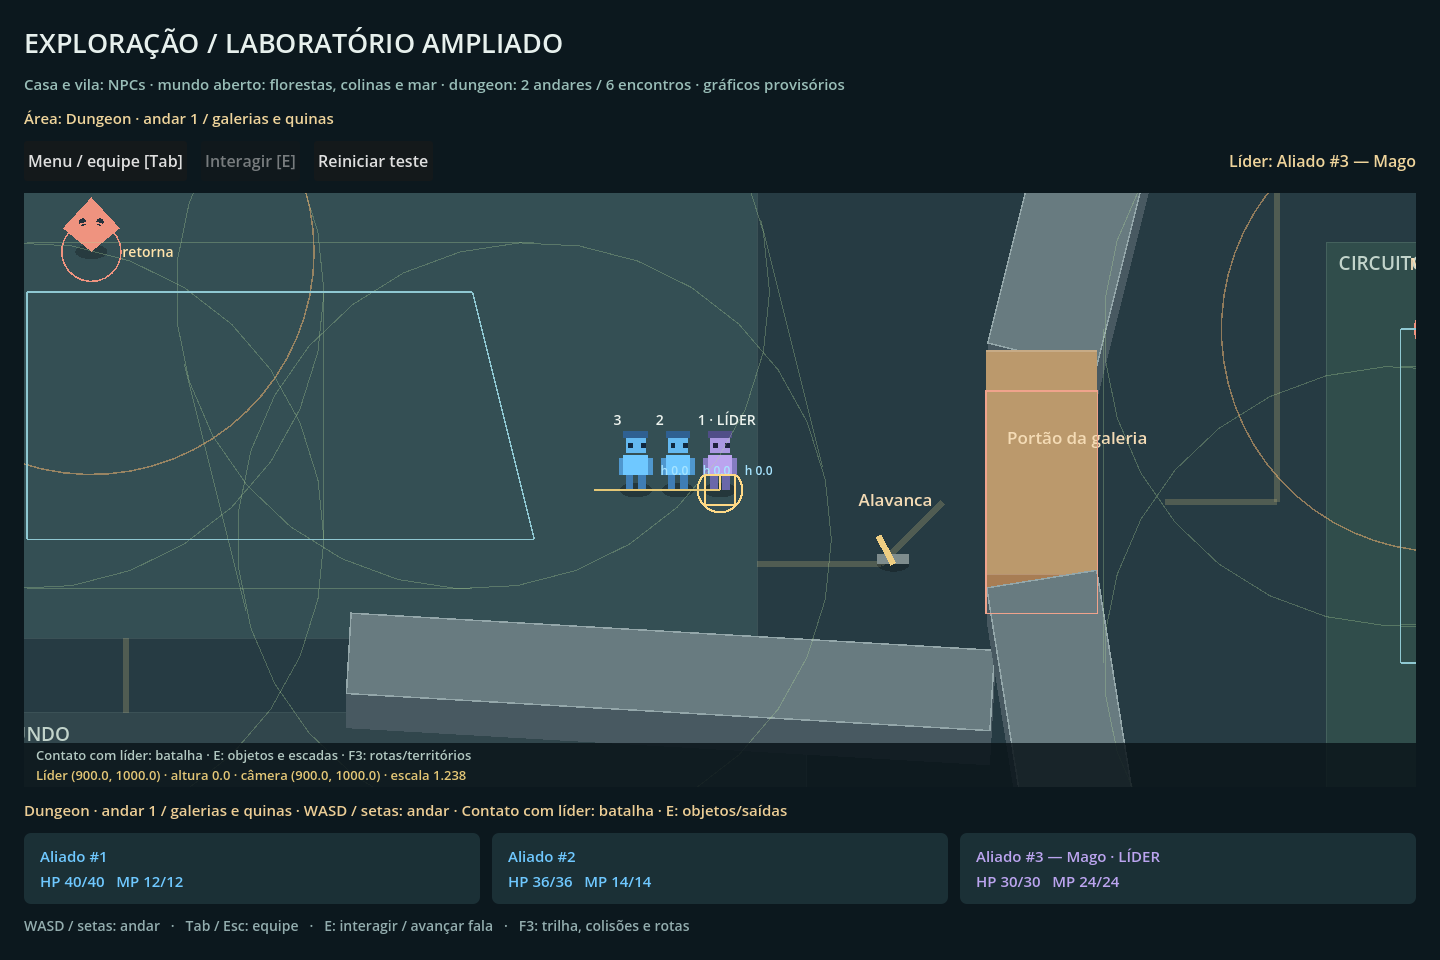 EXPLORAÇÃO / LABORATÓRIO AMPLIADO
Casa e vila: NPCs · mundo aberto: florestas, colinas e mar · dungeon: 2 andares / 6 encontros · gráficos provisórios
Área: Dungeon · andar 1 / galerias e quinas
Menu / equipe [Tab] Interagir [E] Reiniciar teste
Líder: Aliado #3 — Mago
retorna
CIRCUIT
3 2 1 · LÍDER
Portão da galeria
h 0.0 h 0.0 h 0.0
Alavanca
NDO
Contato com líder: batalha · E: objetos e escadas · F3: rotas/territórios
Líder (900.0, 1000.0) · altura 0.0 · câmera (900.0, 1000.0) · escala 1.238
Dungeon · andar 1 / galerias e quinas · WASD / setas: andar · Contato com líder: batalha · E: objetos/saídas
Aliado #1
HP 40/40 MP 12/12
Aliado #2
HP 36/36 MP 14/14
Aliado #3 — Mago · LÍDER
HP 30/30 MP 24/24
WASD / setas: andar · Tab / Esc: equipe · E: interagir / avançar fala · F3: trilha, colisões e rotas